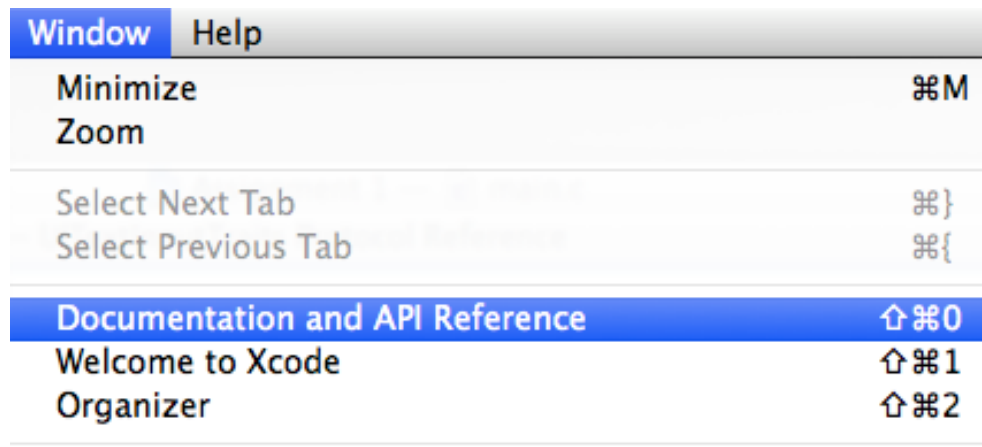 Window Help
Minimize ⌘M
Zoom
Select Next Tab ⌘}
Select Previous Tab ⌘{
Documentation and API Reference ⇧⌘0
Welcome to Xcode ⇧⌘1
Organizer ⇧⌘2